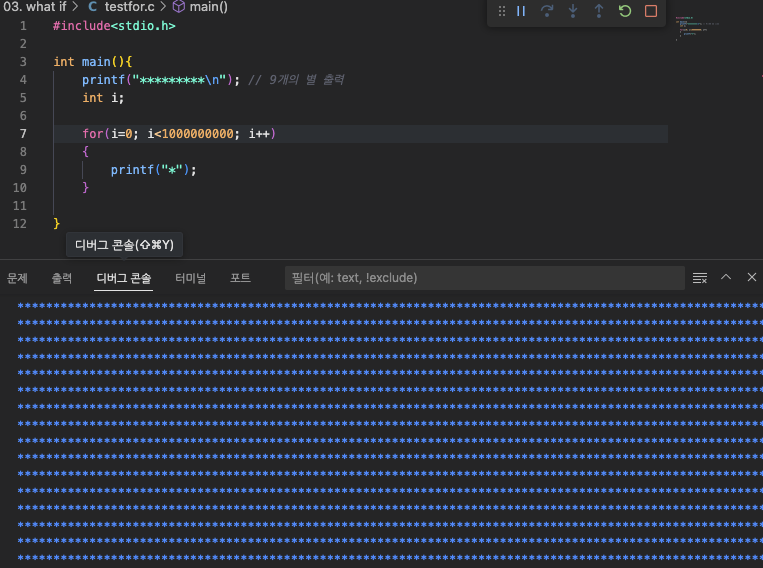 03. what if > C testfor.c > main()
1 #include<stdio.h>
2
3 int main(){
4 printf("*********\n"); // 9개의 별 출력
5 int i;
6
7 for(i=0; i<1000000000; i++)
8 {
9 printf("*");
10 }
11
12 }
디버그 콘솔(⇧⌘Y)
문제 출력 디버그 콘솔 터미널 포트 필터(예: text, !exclude)